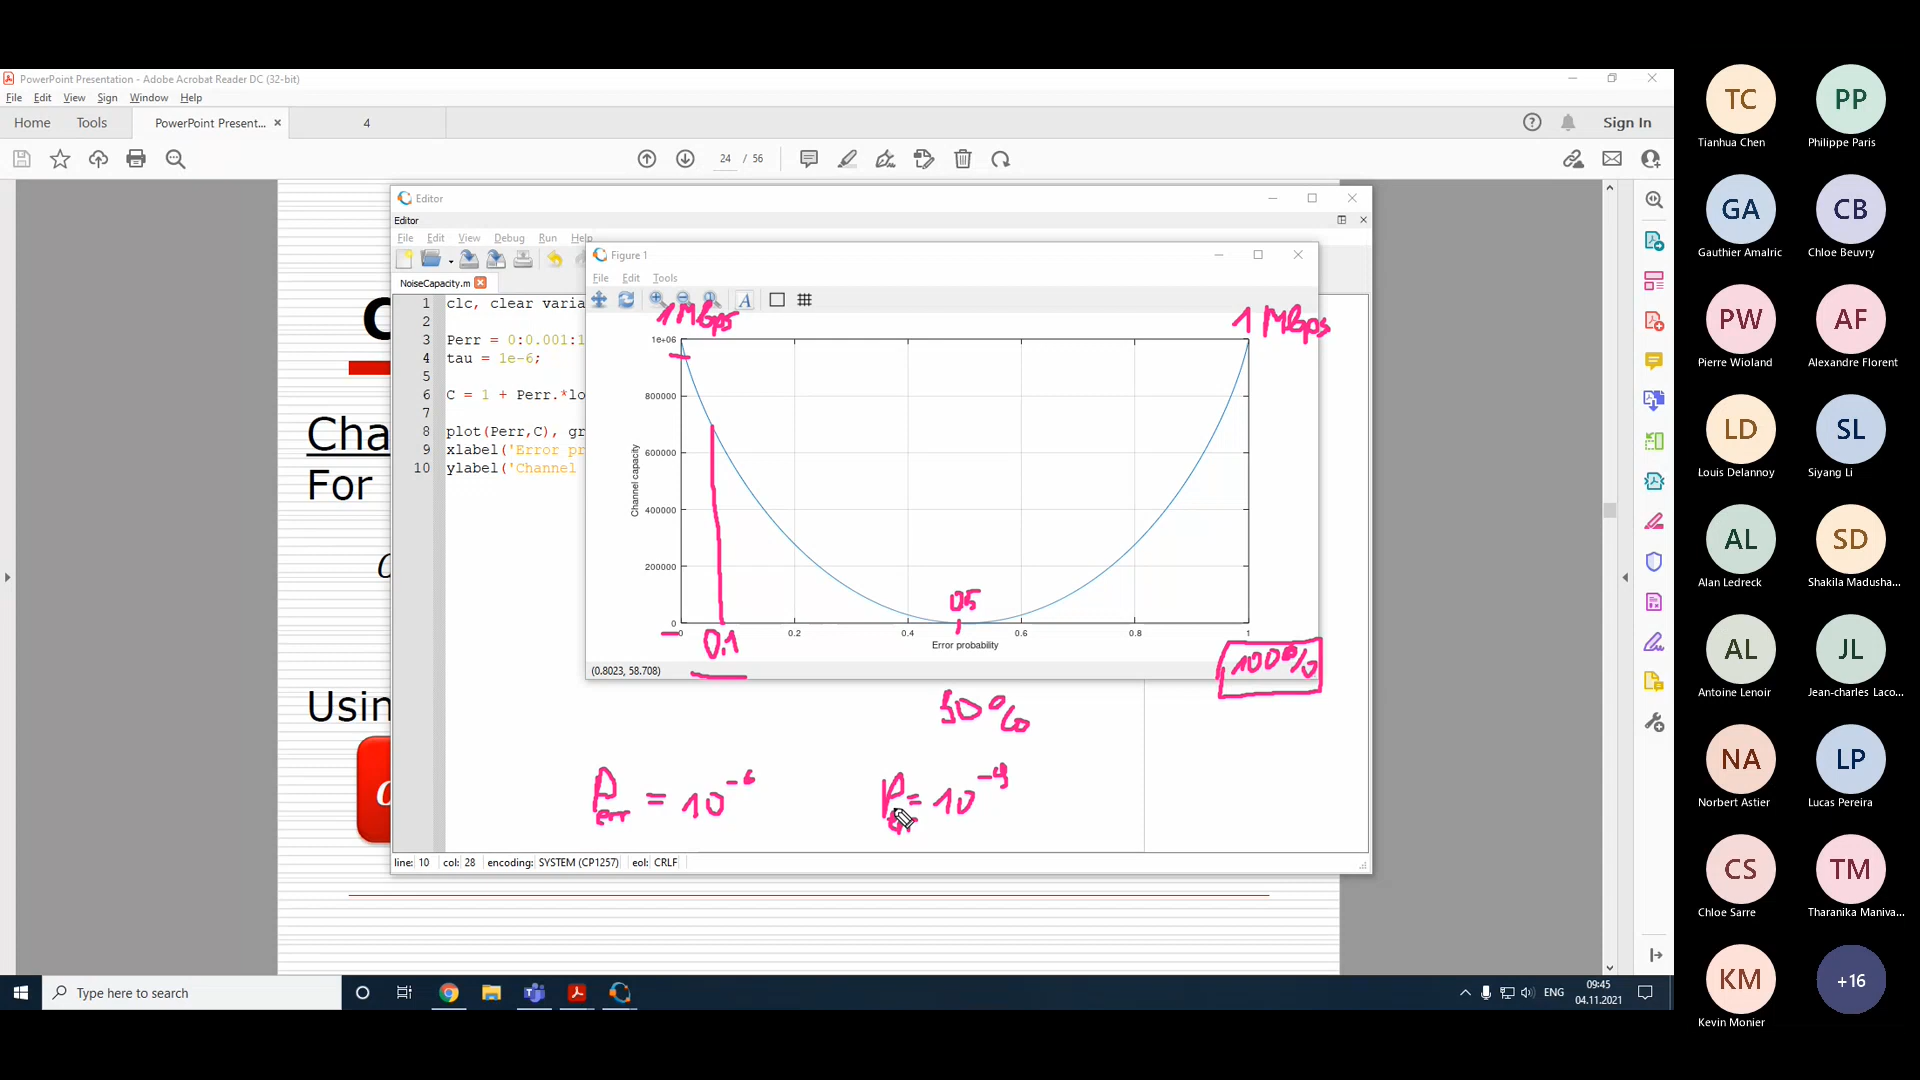 PowerPoint Presentation - Adobe Acrobat Reader DC (32-bit)
File Edit View Sign Window Help
Home Tools PowerPoint Present... × 4 Sign In
24 / 56
Editor
Editor
File Edit View Debug Run Help
NoiseCapacity.m
1 clc, clear varia
2
3 Perr = 0:0.001:1
4 tau = 1e-6;
5
6 C = 1 + Perr.*lo
7
8 plot(Perr,C), gr
9 xlabel('Error pr
10 ylabel('Channel
Figure 1
File Edit Tools
1 Mbps
1 Mbps
1e+06
800000
600000
400000
200000
0
Channel capacity
0 0.2 0.4 0.6 0.8 1
Error probability
0.1
05
100%
(0.8023, 58.708)
50%
Perr = 10-6
Perr = 10-9
line: 10 col: 28 encoding: SYSTEM (CP1257) eol: CRLF
C
Cha
For
C
Usin
C
Type here to search
ENG
09:45
04.11.2021
TC
Tianhua Chen
PP
Philippe Paris
GA
Gauthier Amalric
CB
Chloe Beuvry
PW
Pierre Wioland
AF
Alexandre Florent
LD
Louis Delannoy
SL
Siyang Li
AL
Alan Ledreck
SD
Shakila Madusha...
AL
Antoine Lenoir
JL
Jean-charles Laco...
NA
Norbert Astier
LP
Lucas Pereira
CS
Chloe Sarre
TM
Tharanika Maniva...
KM
Kevin Monier
+16